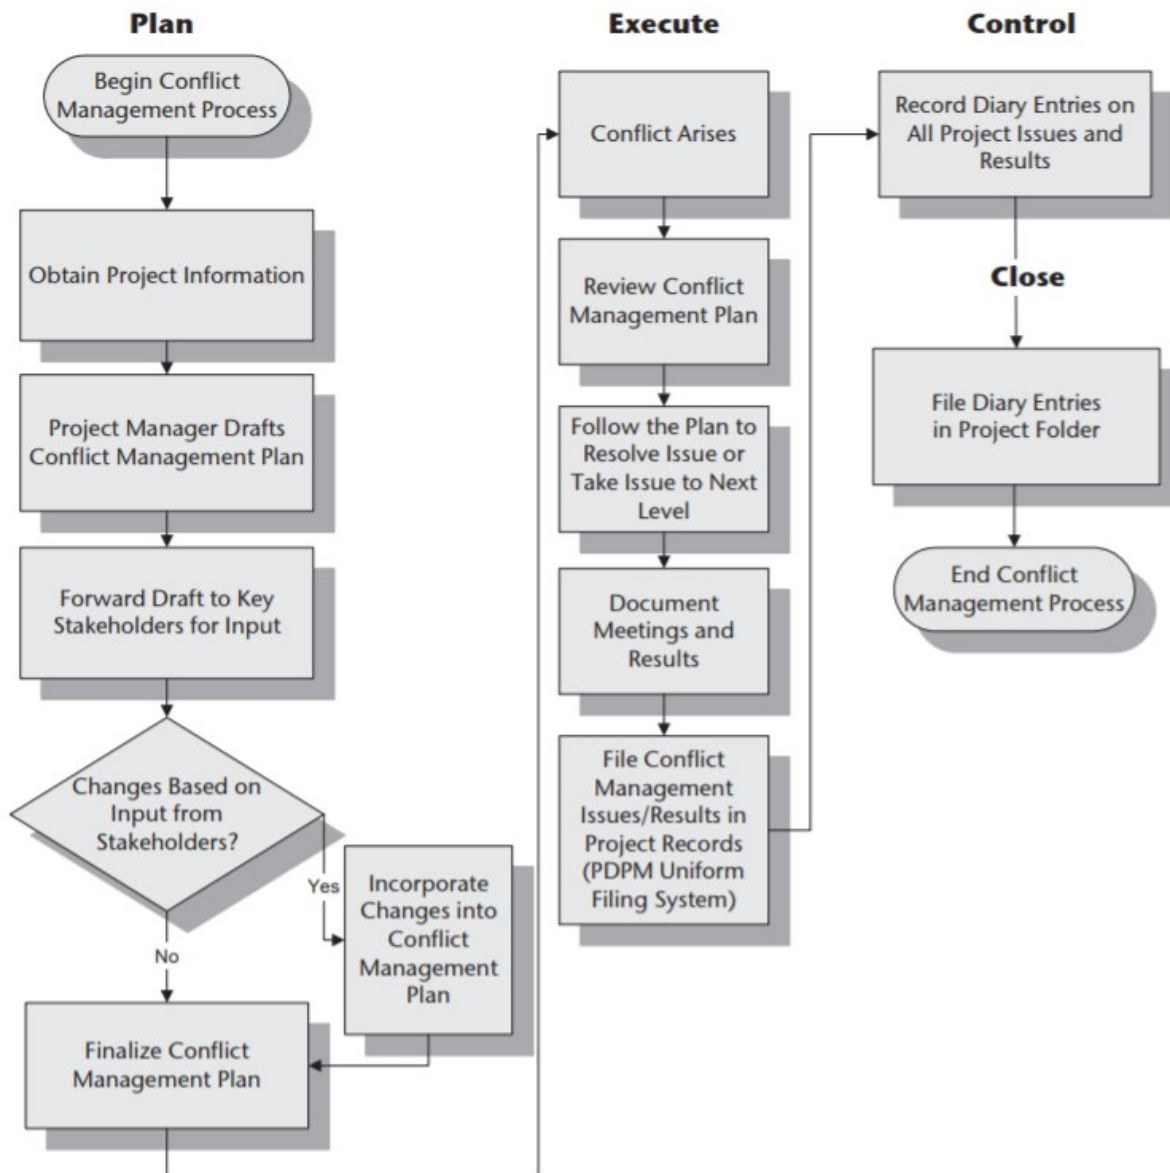 Plan
Begin Conflict
Management Process
Obtain Project Information
Project Manager Drafts
Conflict Management Plan
Forward Draft to Key
Stakeholders for Input
Changes Based on
Input from
Stakeholders?
Yes
No
Incorporate
Changes into
Conflict
Management
Plan
Finalize Conflict
Management Plan
Execute
Conflict Arises
Review Conflict
Management Plan
Follow the Plan to
Resolve Issue or
Take Issue to Next
Level
Document
Meetings and
Results
File Conflict
Management
Issues/Results in
Project Records
(PDPM Uniform
Filing System)
Control
Record Diary Entries on
All Project Issues and
Results
Close
File Diary Entries
in Project Folder
End Conflict
Management Process